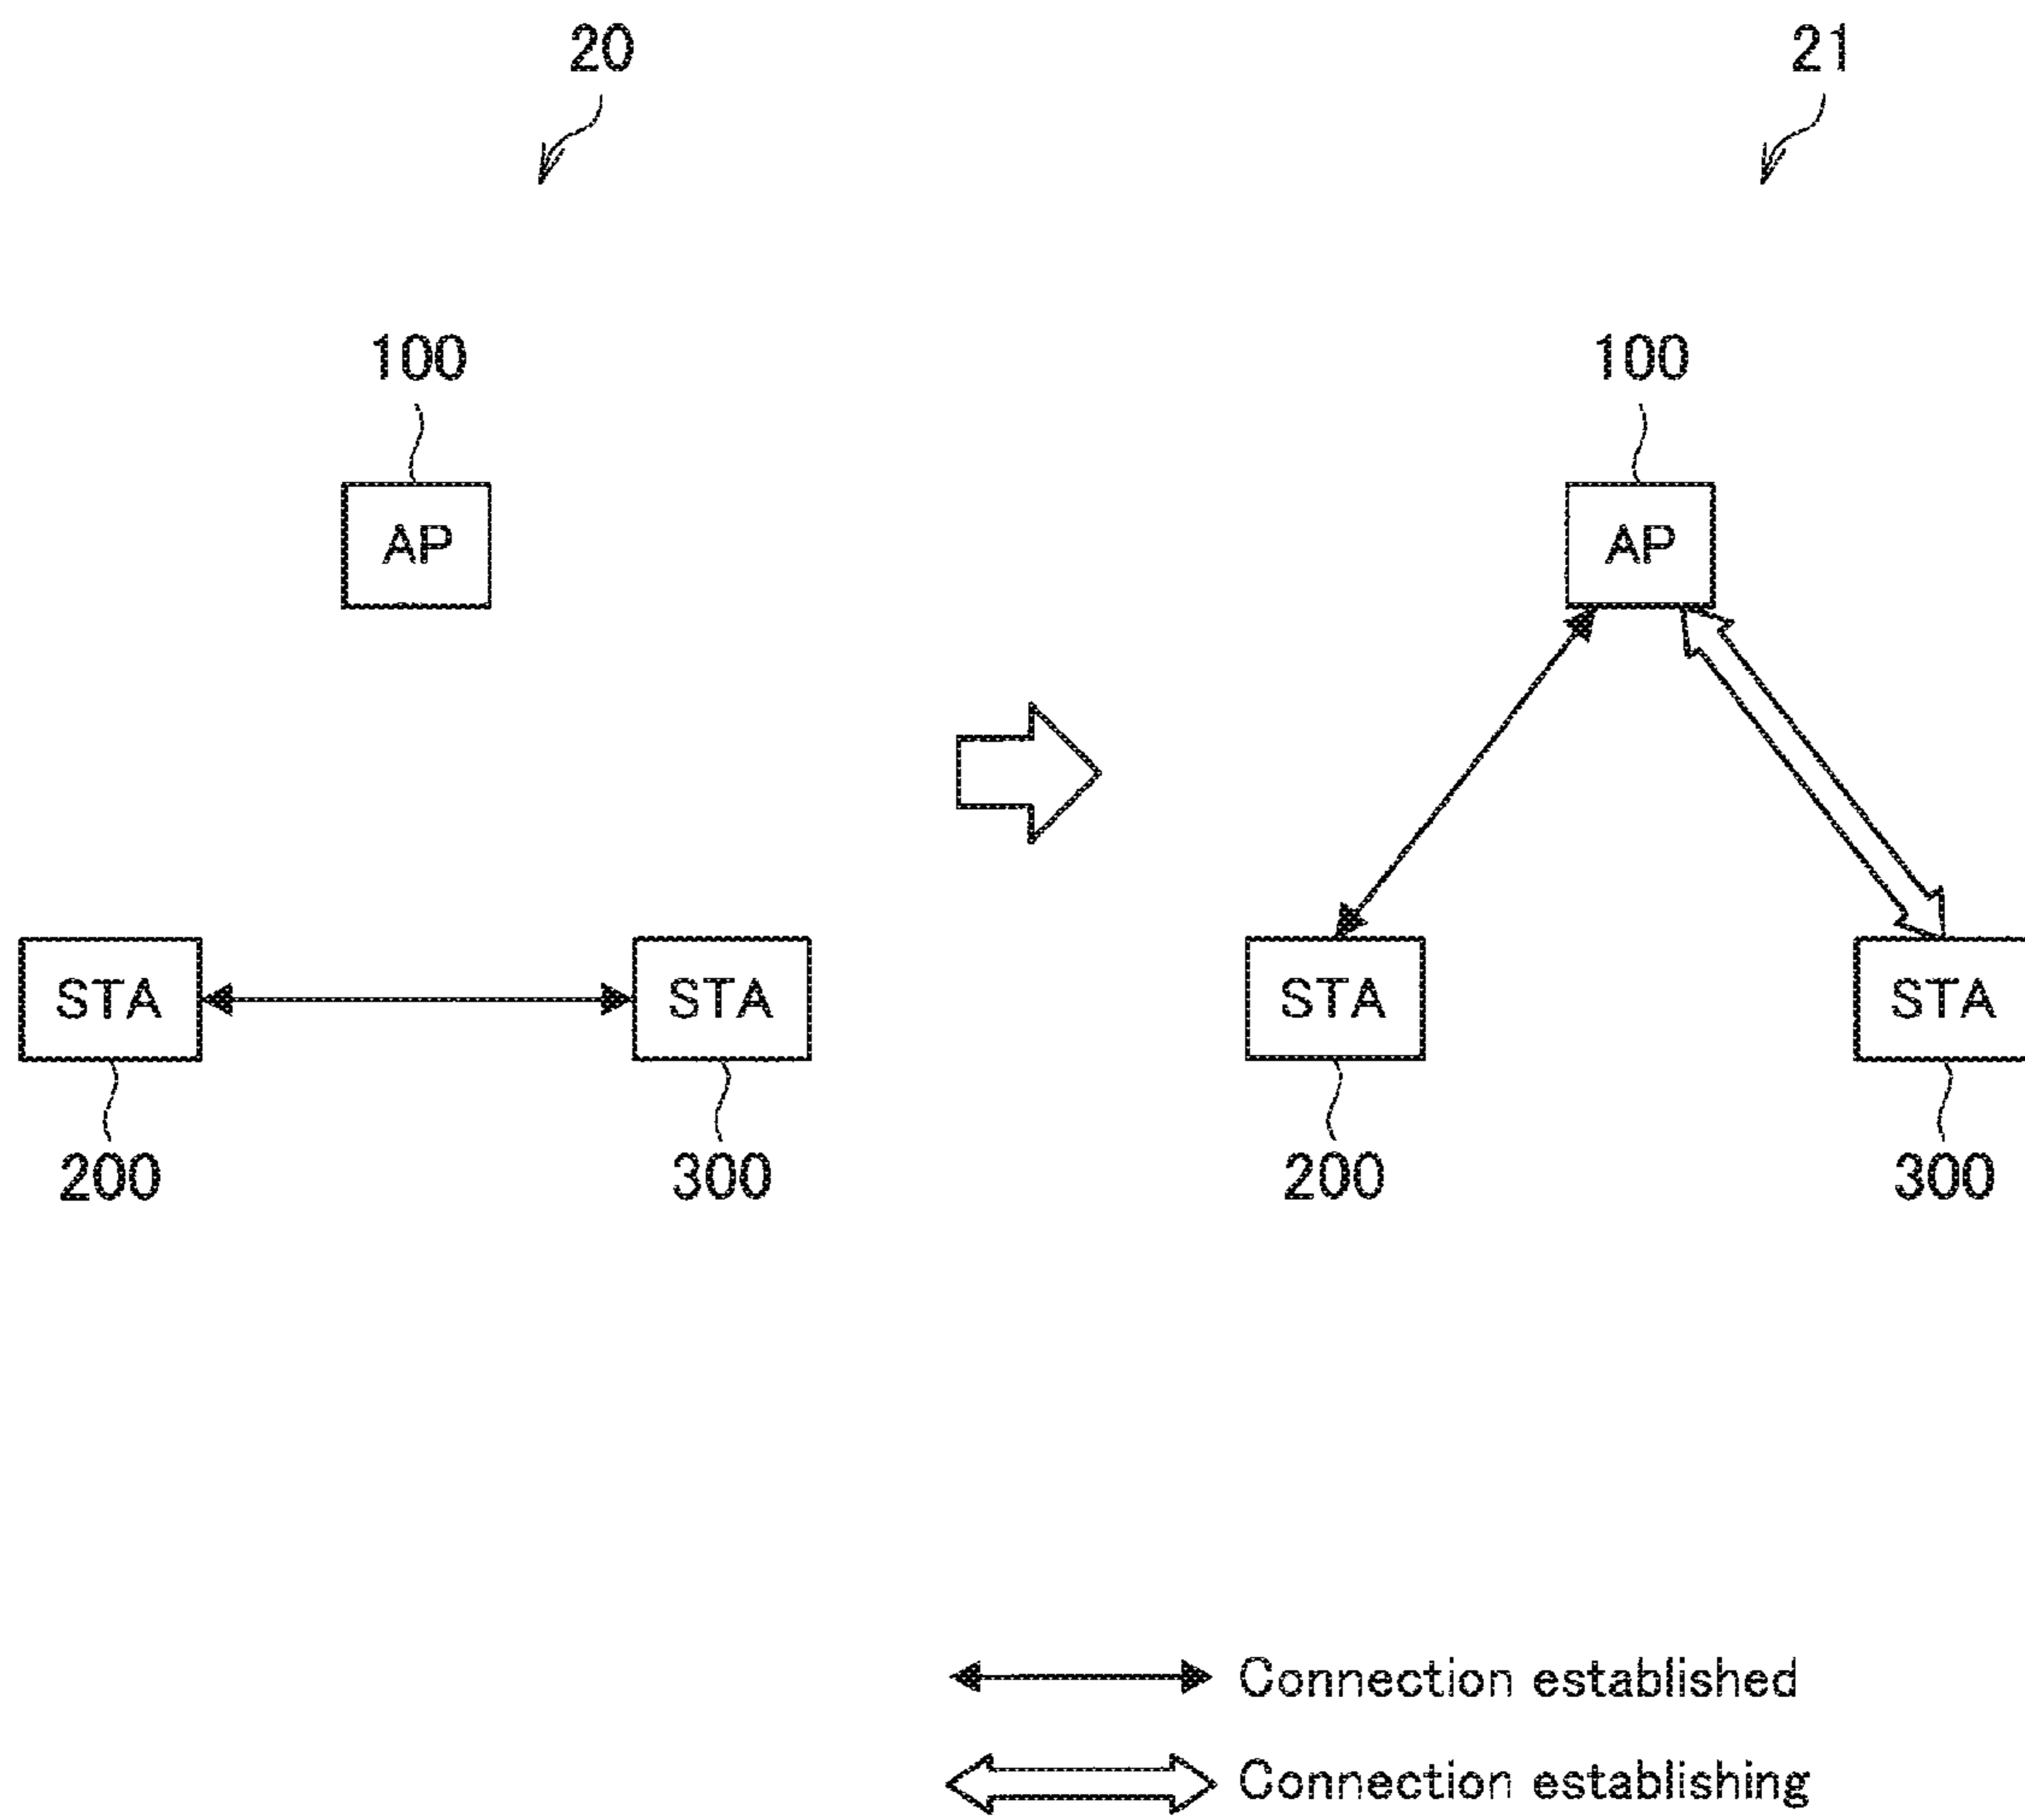 20
21
100
100
AP
AP
STA
STA
STA
STA
200
300
200
300
Connection established
Connection establishing